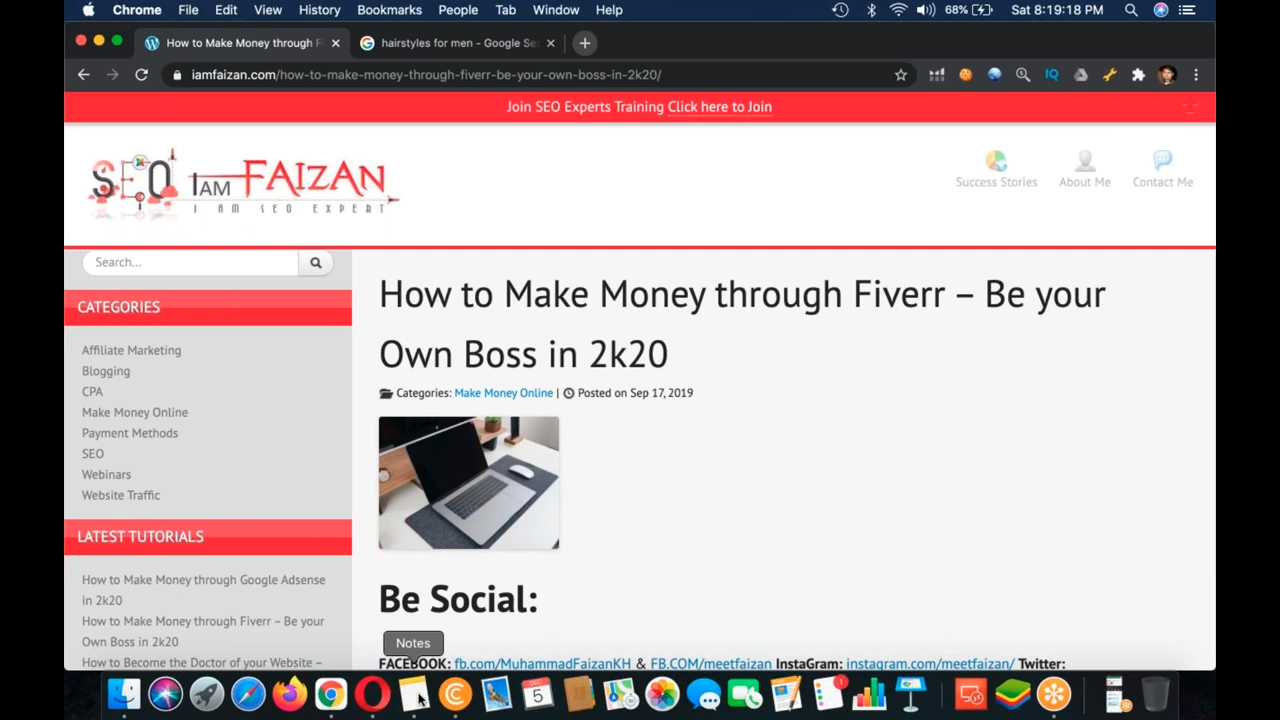 Chrome File Edit View History Bookmarks People Tab Window Help 68% Sat 8:19:18 PM
How to Make Money through F hairstyles for men - Google Se
iamfaizan.com/how-to-make-money-through-fiverr-be-your-own-boss-in-2k20/ IQ
Join SEO Experts Training Click here to Join
SEO I AM FAIZAN
I AM SEO EXPERT
Success Stories About Me Contact Me
Search...
CATEGORIES
Affiliate Marketing
Blogging
CPA
Make Money Online
Payment Methods
SEO
Webinars
Website Traffic
LATEST TUTORIALS
How to Make Money through Google Adsense
in 2k20
How to Make Money through Fiverr – Be your
Own Boss in 2k20
How to Become the Doctor of your Website –
How to Make Money through Fiverr – Be your
Own Boss in 2k20
Categories: Make Money Online | Posted on Sep 17, 2019
Be Social:
FACEBOOK: fb.com/MuhammadFaizanKH & FB.COM/meetfaizan InstaGram: instagram.com/meetfaizan/ Twitter:
Notes
DEC
5
1